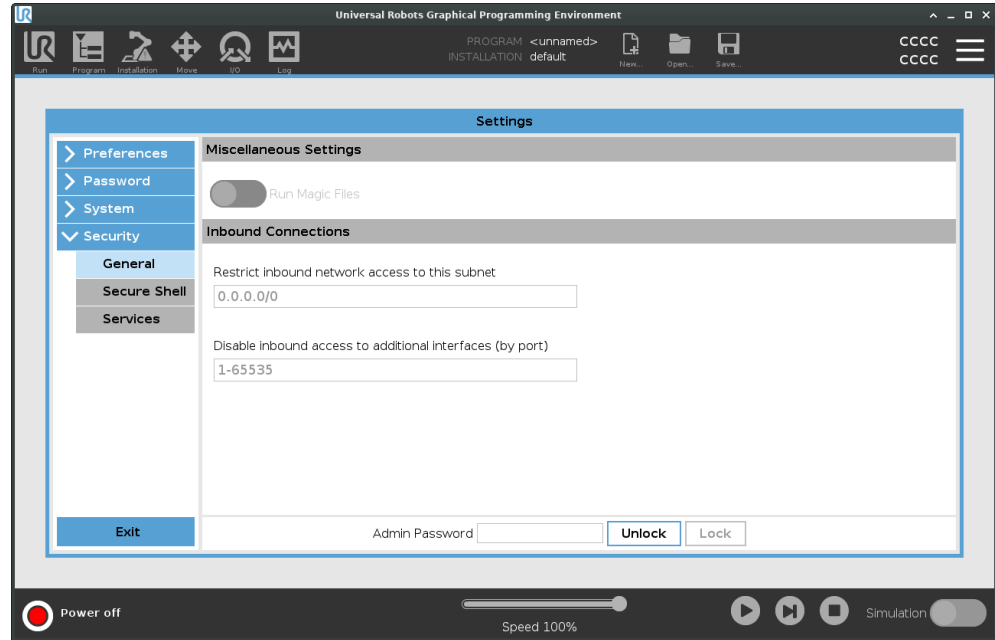 UR
Universal Robots Graphical Programming Environment
UR
Run
Program
Installation
Move
I/O
Log
PROGRAM <unnamed>
INSTALLATION default
New...
Open...
Save...
CCCC
CCCC
Settings
Preferences
Password
System
Security
General
Secure Shell
Services
Exit
Miscellaneous Settings
Run Magic Files
Inbound Connections
Restrict inbound network access to this subnet
0.0.0.0/0
Disable inbound access to additional interfaces (by port)
1-65535
Admin Password
Unlock
Lock
Power off
Speed 100%
Simulation